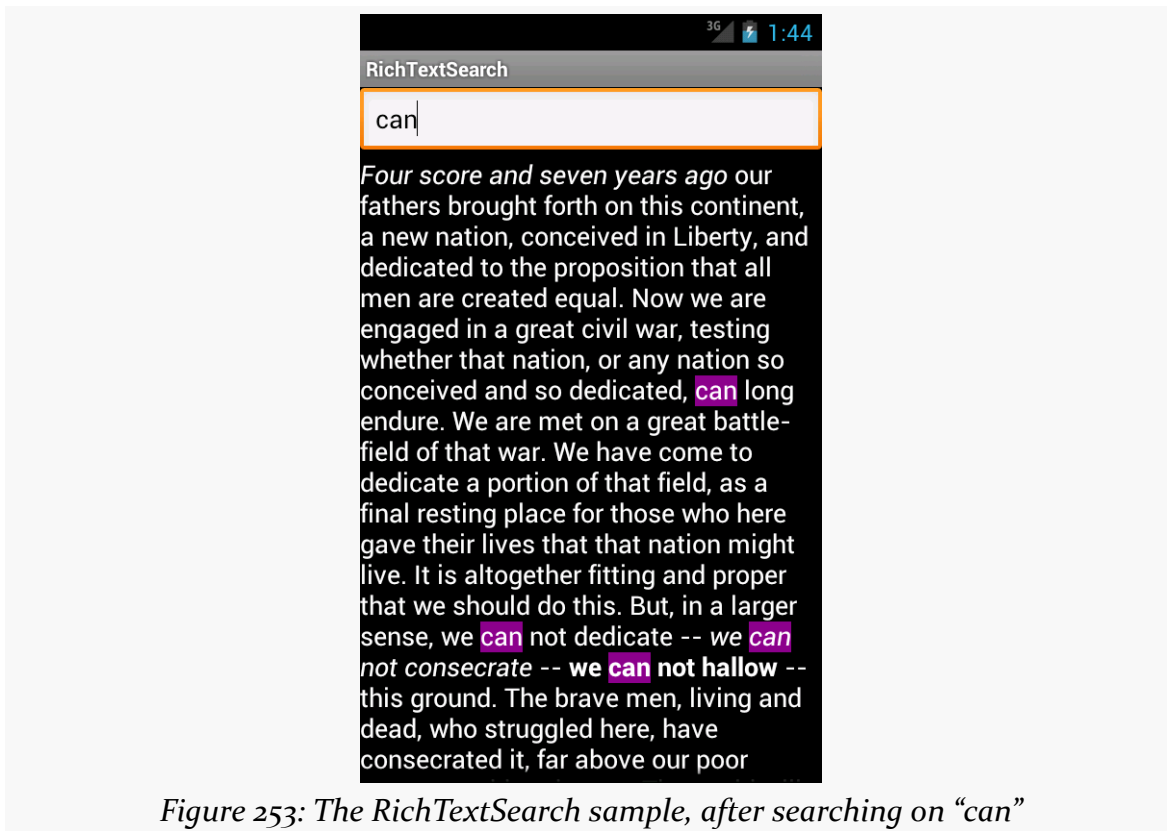 3G 1:44
RichTextSearch
can
Four score and seven years ago our
fathers brought forth on this continent,
a new nation, conceived in Liberty, and
dedicated to the proposition that all
men are created equal. Now we are
engaged in a great civil war, testing
whether that nation, or any nation so
conceived and so dedicated, can long
endure. We are met on a great battle-
field of that war. We have come to
dedicate a portion of that field, as a
final resting place for those who here
gave their lives that that nation might
live. It is altogether fitting and proper
that we should do this. But, in a larger
sense, we can not dedicate -- we can
not consecrate -- we can not hallow --
this ground. The brave men, living and
dead, who struggled here, have
consecrated it, far above our poor
Figure 253: The RichTextSearch sample, after searching on “can”